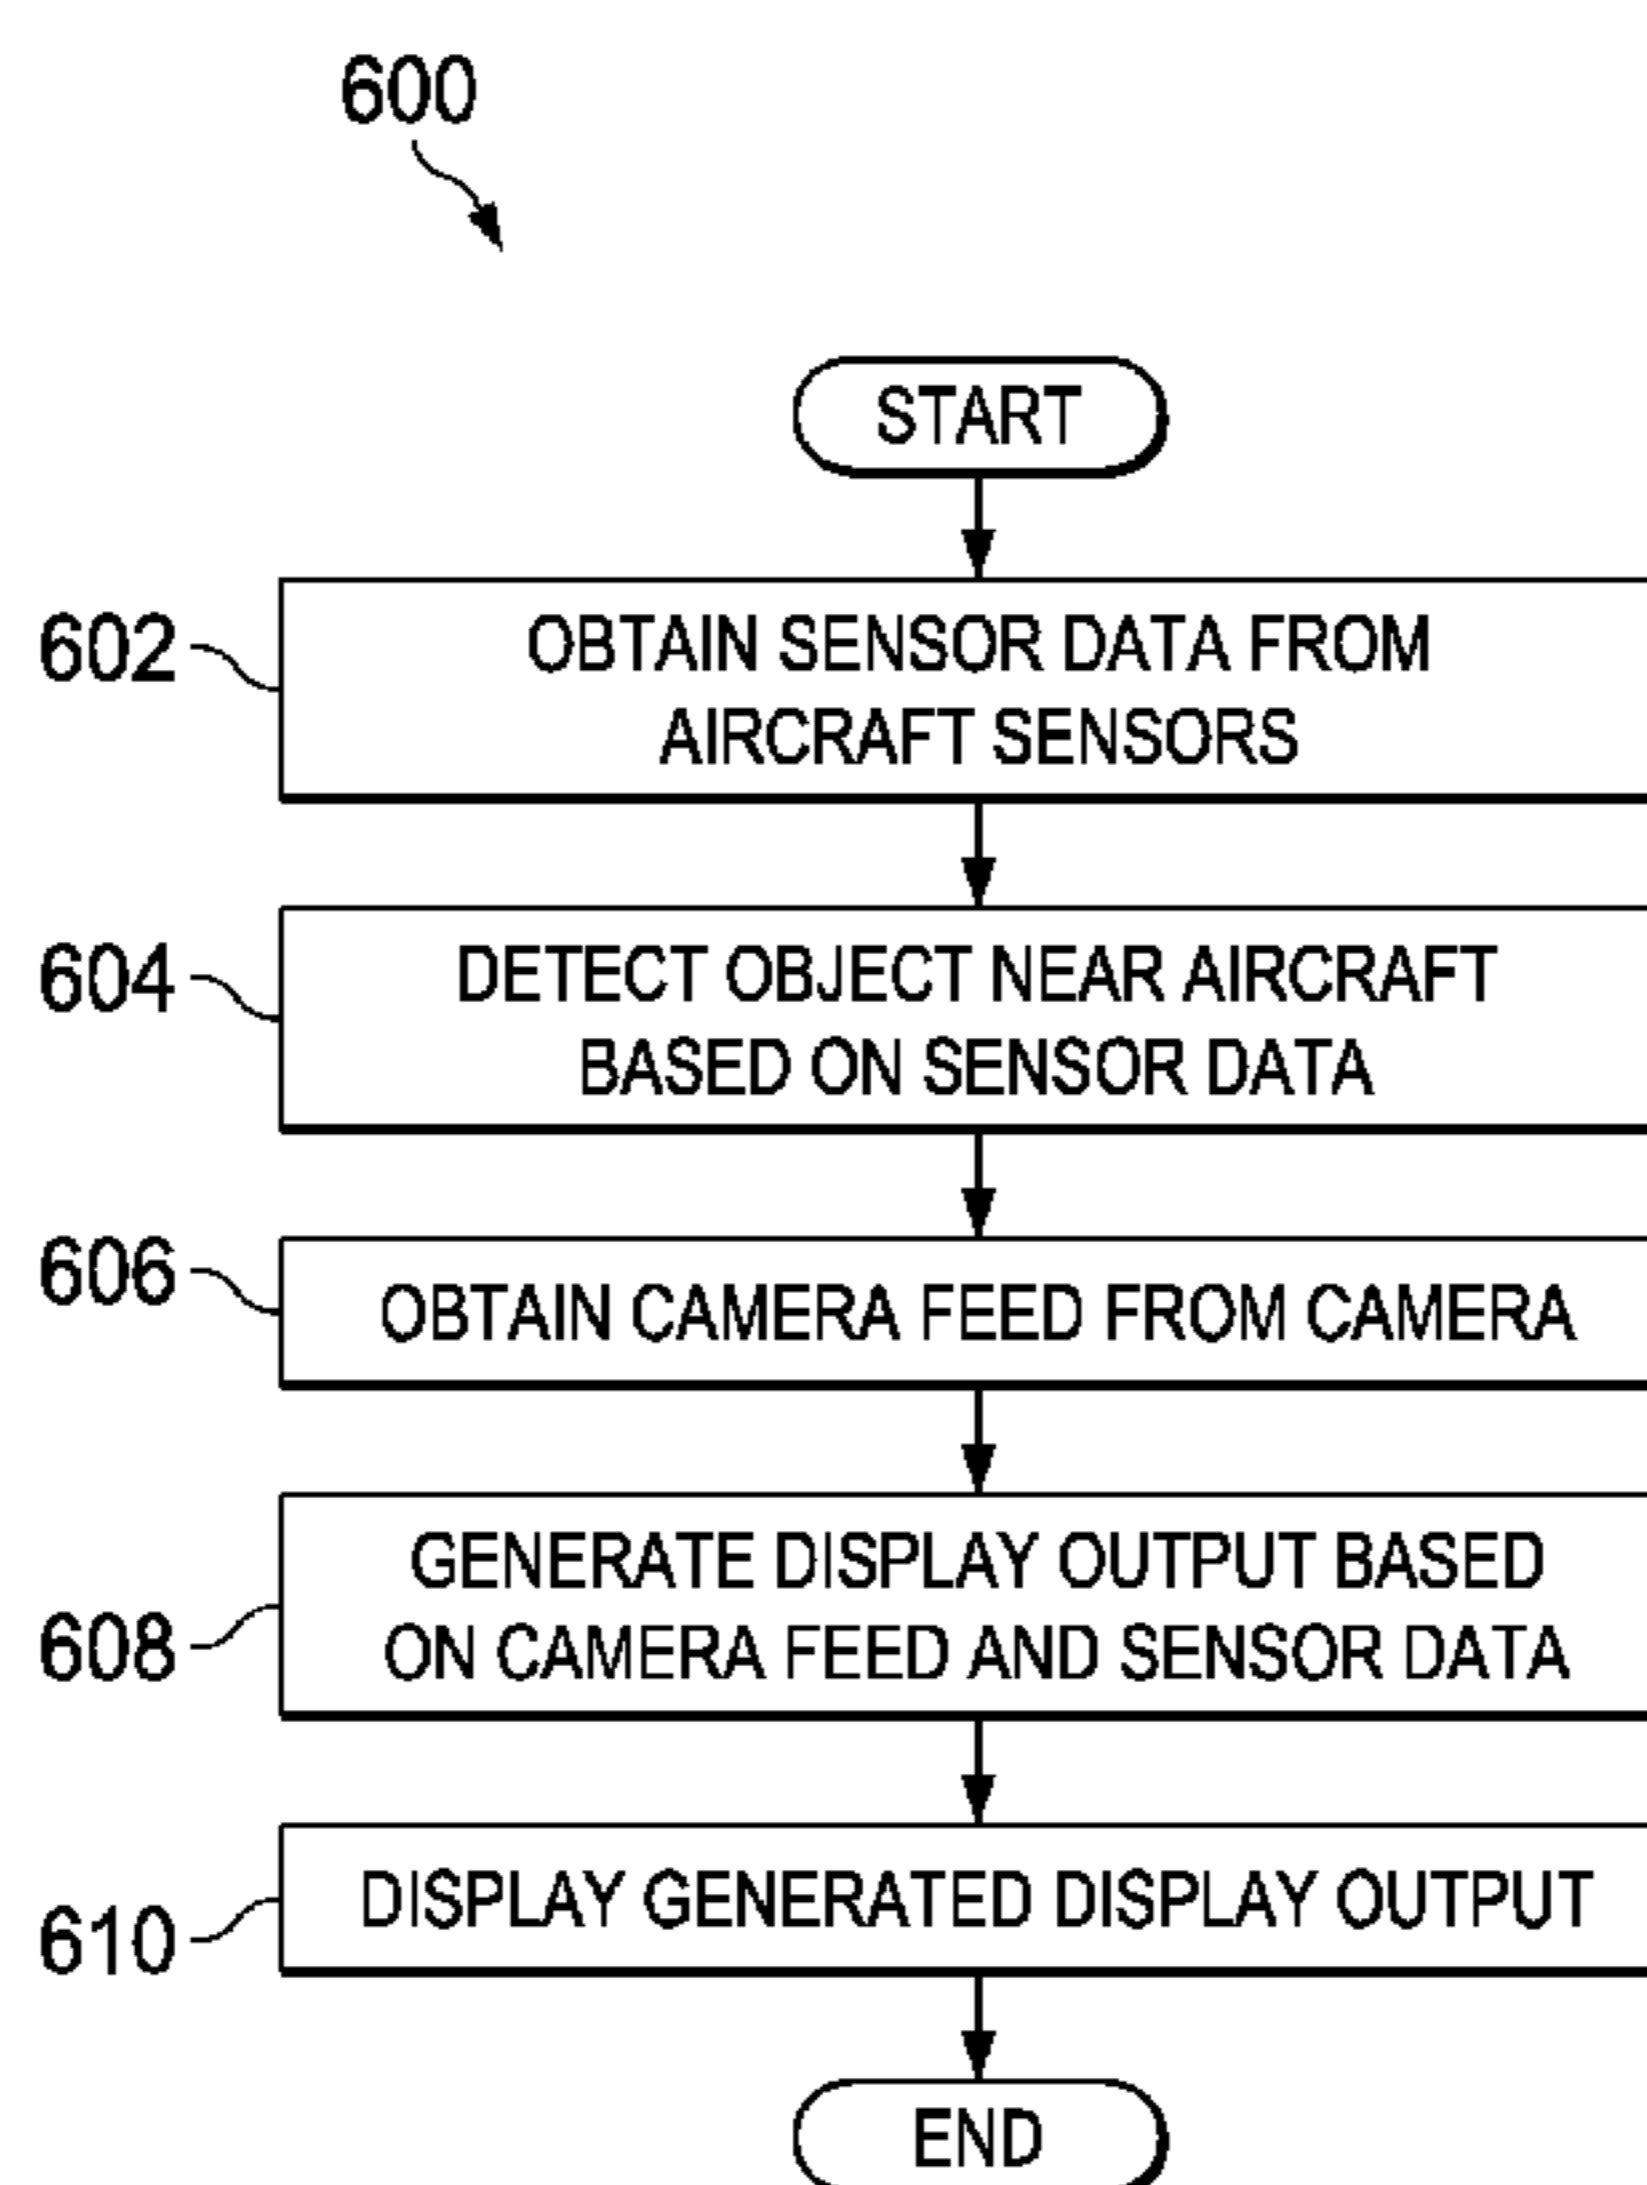 600
START
602
OBTAIN SENSOR DATA FROM
AIRCRAFT SENSORS
604
DETECT OBJECT NEAR AIRCRAFT
BASED ON SENSOR DATA
606
OBTAIN CAMERA FEED FROM CAMERA
608
GENERATE DISPLAY OUTPUT BASED
ON CAMERA FEED AND SENSOR DATA
610
DISPLAY GENERATED DISPLAY OUTPUT
END